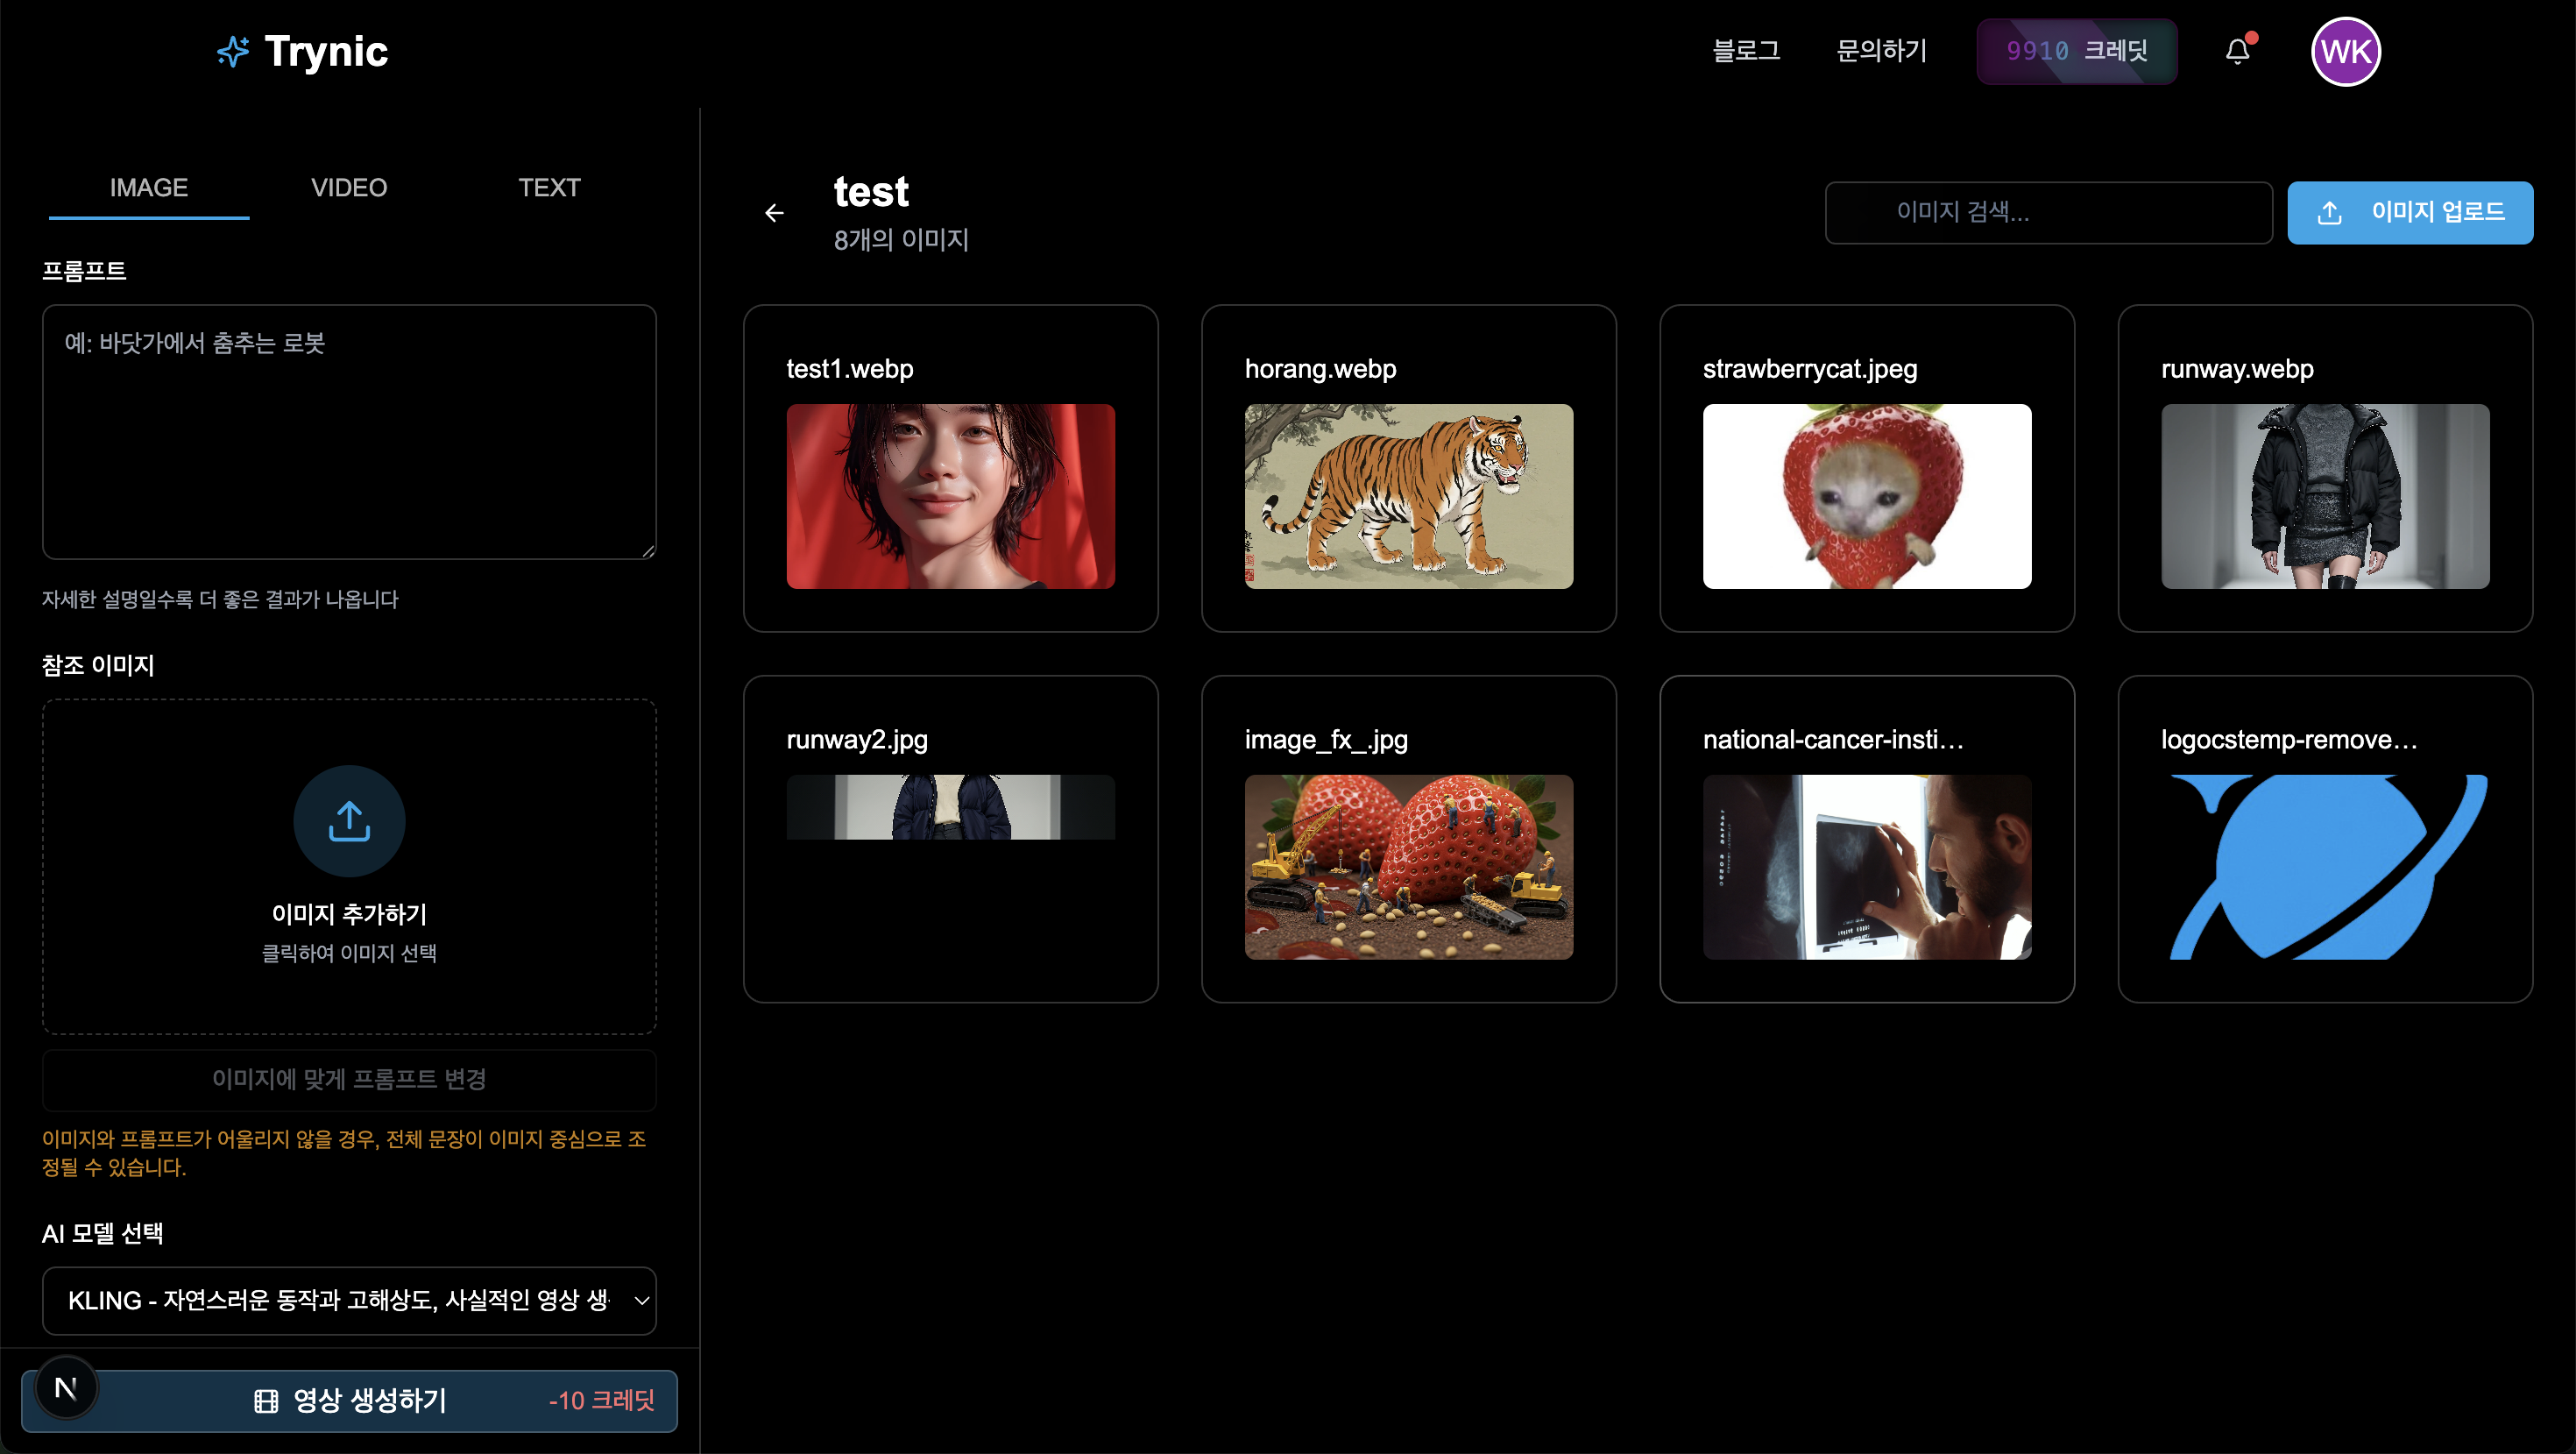 Trynic
블로그
문의하기
9910 크레딧
WK
IMAGE
VIDEO
TEXT
프롬프트
예: 바닷가에서 춤추는 로봇
자세한 설명일수록 더 좋은 결과가 나옵니다
참조 이미지
이미지 추가하기
클릭하여 이미지 선택
이미지에 맞게 프롬프트 변경
이미지와 프롬프트가 어울리지 않을 경우, 전체 문장이 이미지 중심으로 조
정될 수 있습니다.
AI 모델 선택
KLING - 자연스러운 동작과 고해상도, 사실적인 영상 생
N
영상 생성하기
-10 크레딧
test
8개의 이미지
이미지 검색...
이미지 업로드
test1.webp
horang.webp
strawberrycat.jpeg
runway.webp
runway2.jpg
image_fx_.jpg
national-cancer-insti...
logocstemp-remove...